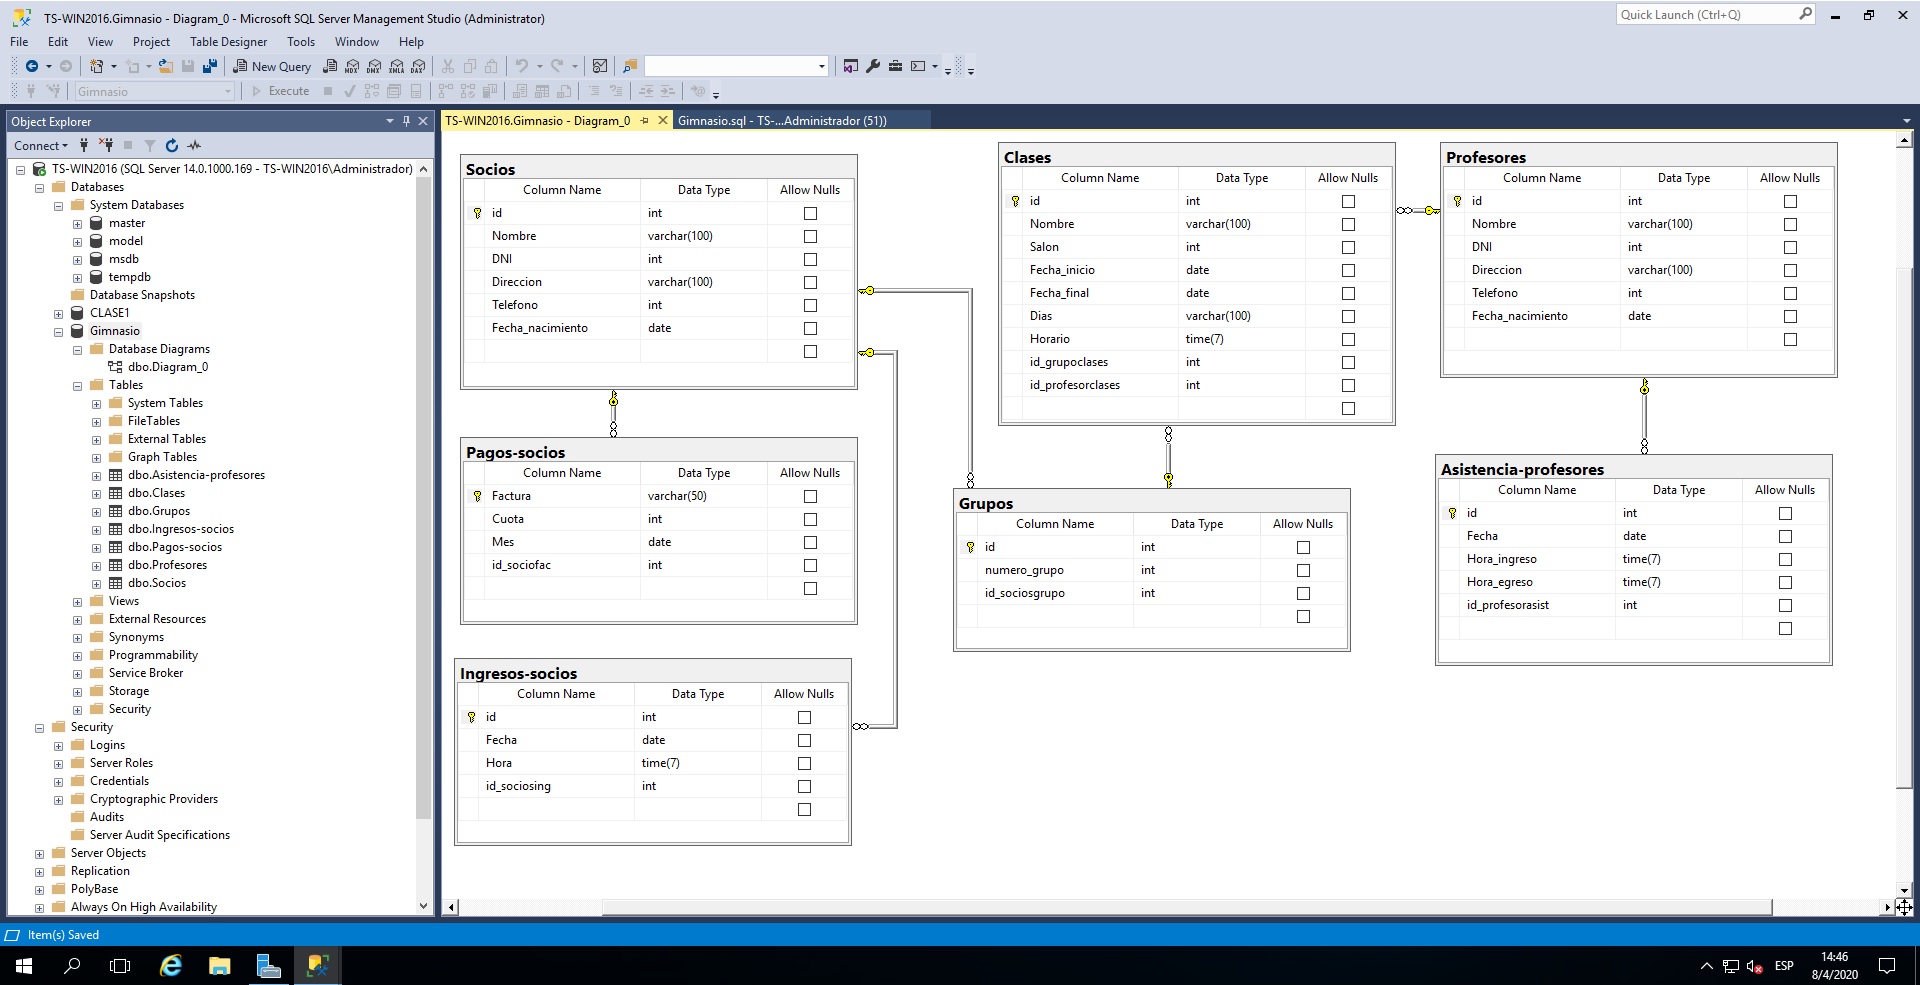 TS-WIN2016.Gimnasio - Diagram_0 - Microsoft SQL Server Management Studio (Administrator)
Quick Launch (Ctrl+Q)
File Edit View Project Table Designer Tools Window Help
New Query MDX DMX XMLA DAX
Gimnasio Execute
Object Explorer
Connect
TS-WIN2016 (SQL Server 14.0.1000.169 - TS-WIN2016\Administrador)
Databases
System Databases
master
model
msdb
tempdb
Database Snapshots
CLASE1
Gimnasio
Database Diagrams
dbo.Diagram_0
Tables
System Tables
FileTables
External Tables
Graph Tables
dbo.Asistencia-profesores
dbo.Clases
dbo.Grupos
dbo.Ingresos-socios
dbo.Pagos-socios
dbo.Profesores
dbo.Socios
Views
External Resources
Synonyms
Programmability
Service Broker
Storage
Security
Security
Logins
Server Roles
Credentials
Cryptographic Providers
Audits
Server Audit Specifications
Server Objects
Replication
PolyBase
Always On High Availability
TS-WIN2016.Gimnasio - Diagram_0
Gimnasio.sql - TS-...Administrador (51))
Socios
Column Name Data Type Allow Nulls
id int
Nombre varchar(100)
DNI int
Direccion varchar(100)
Telefono int
Fecha_nacimiento date
Pagos-socios
Column Name Data Type Allow Nulls
Factura varchar(50)
Cuota int
Mes date
id_sociofac int
Ingresos-socios
Column Name Data Type Allow Nulls
id int
Fecha date
Hora time(7)
id_sociosing int
Clases
Column Name Data Type Allow Nulls
id int
Nombre varchar(100)
Salon int
Fecha_inicio date
Fecha_final date
Dias varchar(100)
Horario time(7)
id_grupoclases int
id_profesorclases int
Grupos
Column Name Data Type Allow Nulls
id int
numero_grupo int
id_sociosgrupo int
Profesores
Column Name Data Type Allow Nulls
id int
Nombre varchar(100)
DNI int
Direccion varchar(100)
Telefono int
Fecha_nacimiento date
Asistencia-profesores
Column Name Data Type Allow Nulls
id int
Fecha date
Hora_ingreso time(7)
Hora_egreso time(7)
id_profesorasist int
Item(s) Saved
ESP
14:46
8/4/2020